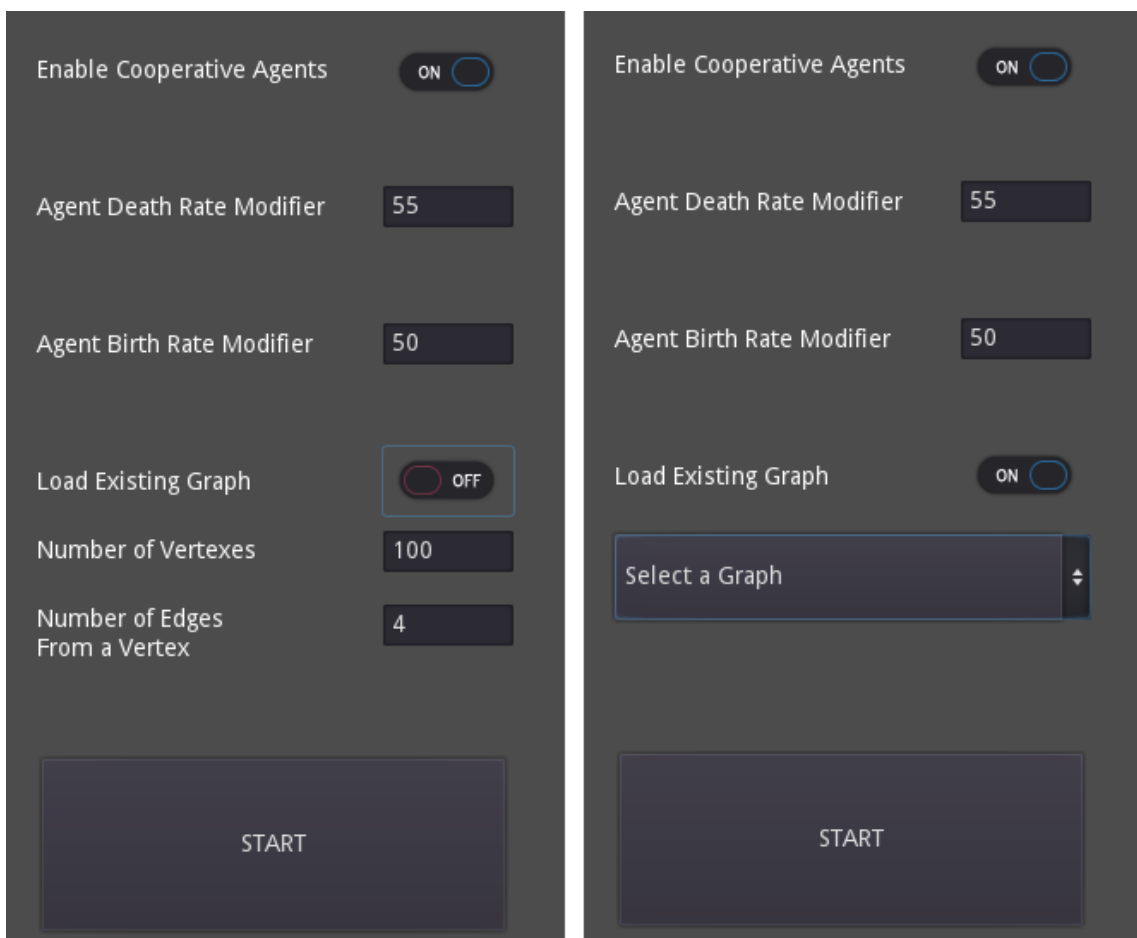 Enable Cooperative Agents ON
Agent Death Rate Modifier 55
Agent Birth Rate Modifier 50
Load Existing Graph OFF
Number of Vertexes 100
Number of Edges 4
From a Vertex
START
Enable Cooperative Agents ON
Agent Death Rate Modifier 55
Agent Birth Rate Modifier 50
Load Existing Graph ON
Select a Graph
START